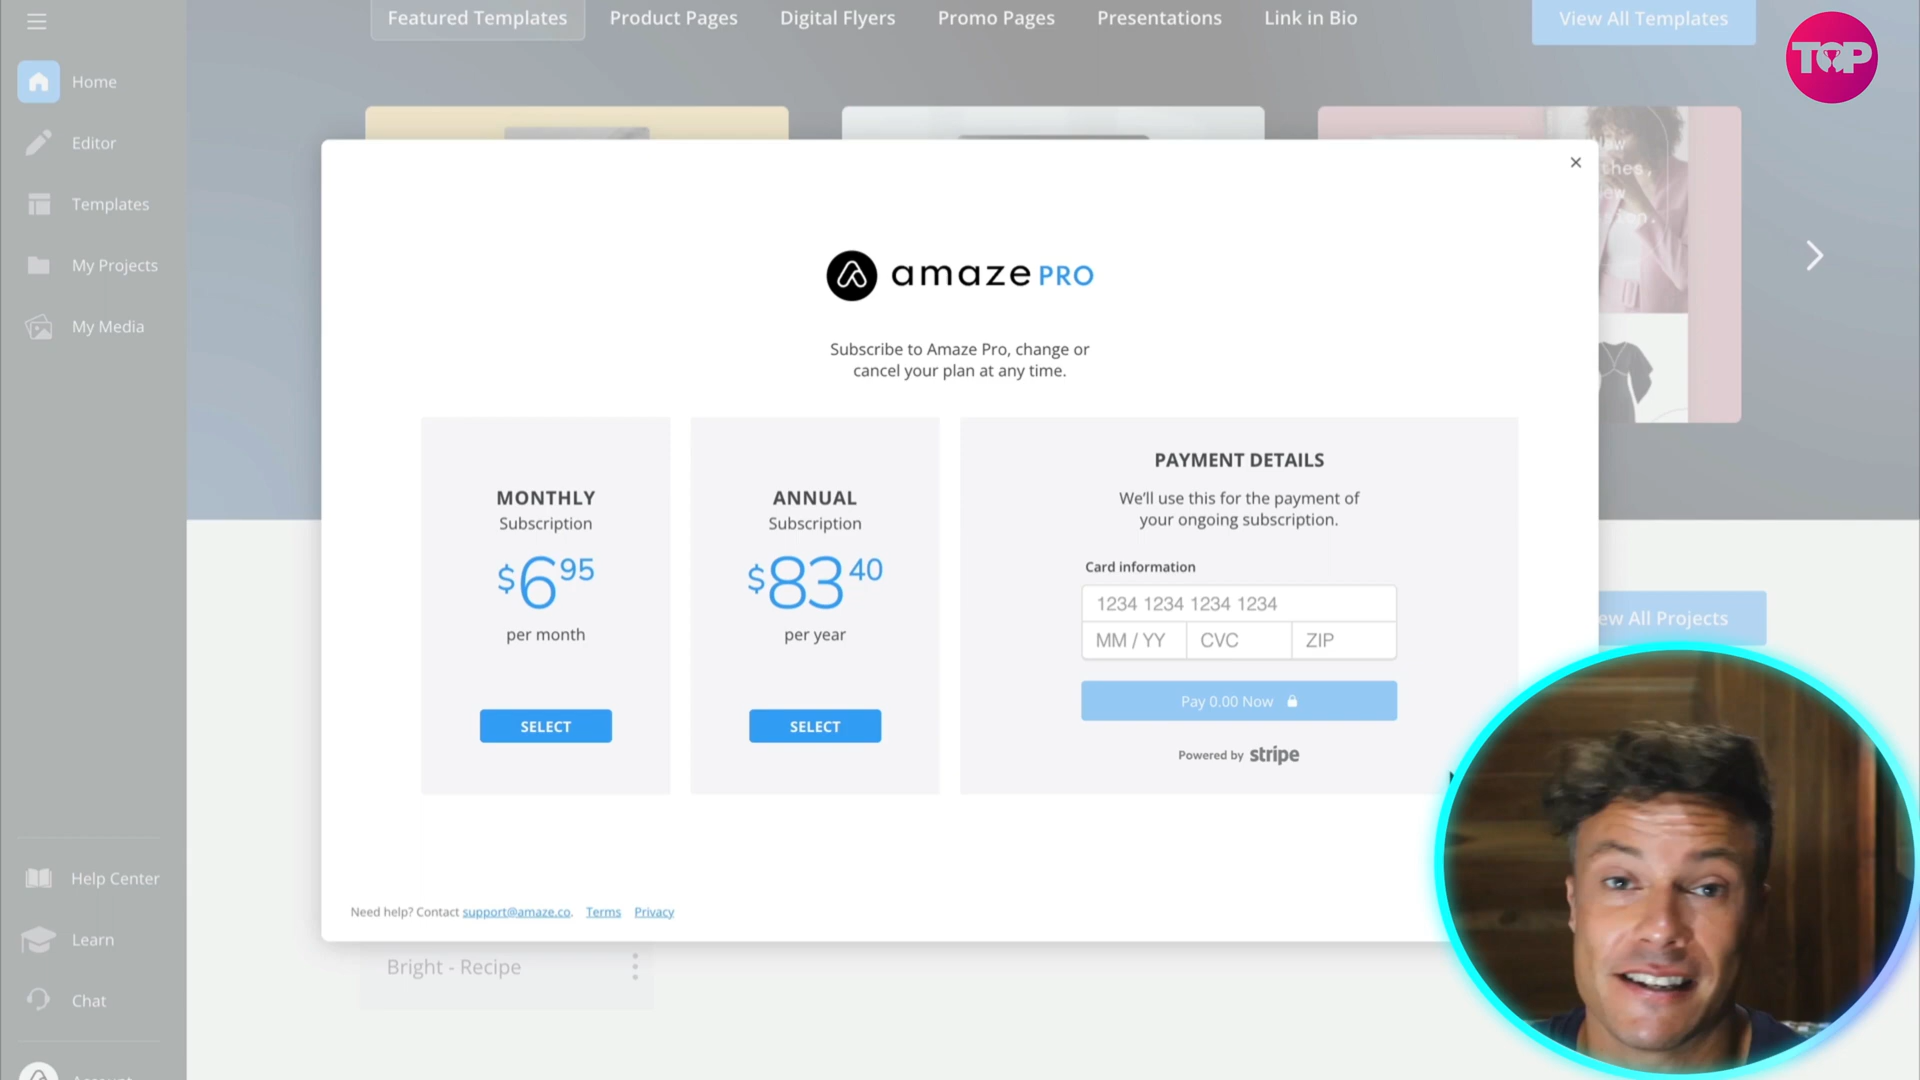 Featured Templates
Product Pages
Digital Flyers
Promo Pages
Presentations
Link in Bio
View All Templates
TOP
Home
Editor
Templates
My Projects
My Media
amaze PRO
Subscribe to Amaze Pro, change or
cancel your plan at any time.
MONTHLY
Subscription
$6 95
per month
SELECT
ANNUAL
Subscription
$83 40
per year
SELECT
PAYMENT DETAILS
We'll use this for the payment of
your ongoing subscription.
Card information
1234 1234 1234 1234
MM / YY
CVC
ZIP
Pay 0.00 Now
Powered by stripe
View All Projects
Need help? Contact support@amaze.co. Terms Privacy
Bright - Recipe
Help Center
Learn
Chat